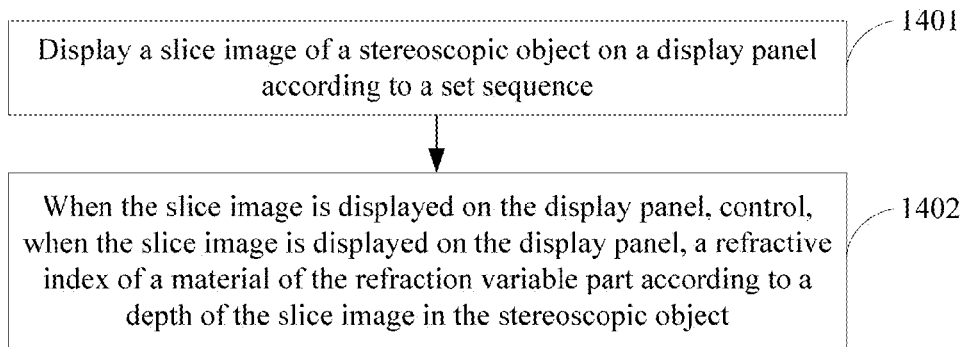 1401
Display a slice image of a stereoscopic object on a display panel
according to a set sequence
1402
When the slice image is displayed on the display panel, control,
when the slice image is displayed on the display panel, a refractive
index of a material of the refraction variable part according to a
depth of the slice image in the stereoscopic object